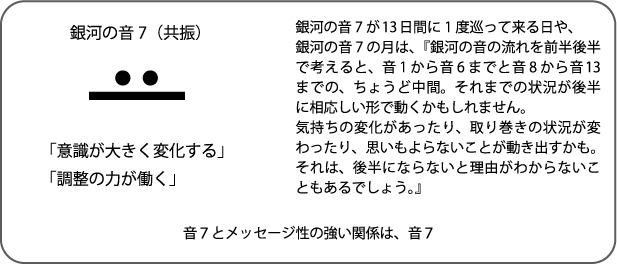 銀河の音7（共振）
「意識が大きく変化する」
「調整の力が働く」
銀河の音7が13日間に1度巡って来る日や、
銀河の音7の月は、『銀河の音の流れを前半後半
で考えると、音1から音6までと音8から音13
までの、ちょうど中間。それまでの状況が後半
に相応しい形で動くかもしれません。
気持ちの変化があったり、取り巻きの状況が変
わったり、思いもよらないことが動き出すかも。
それは、後半にならないと理由がわからないこ
ともあるでしょう。』
音7とメッセージ性の強い関係は、音7